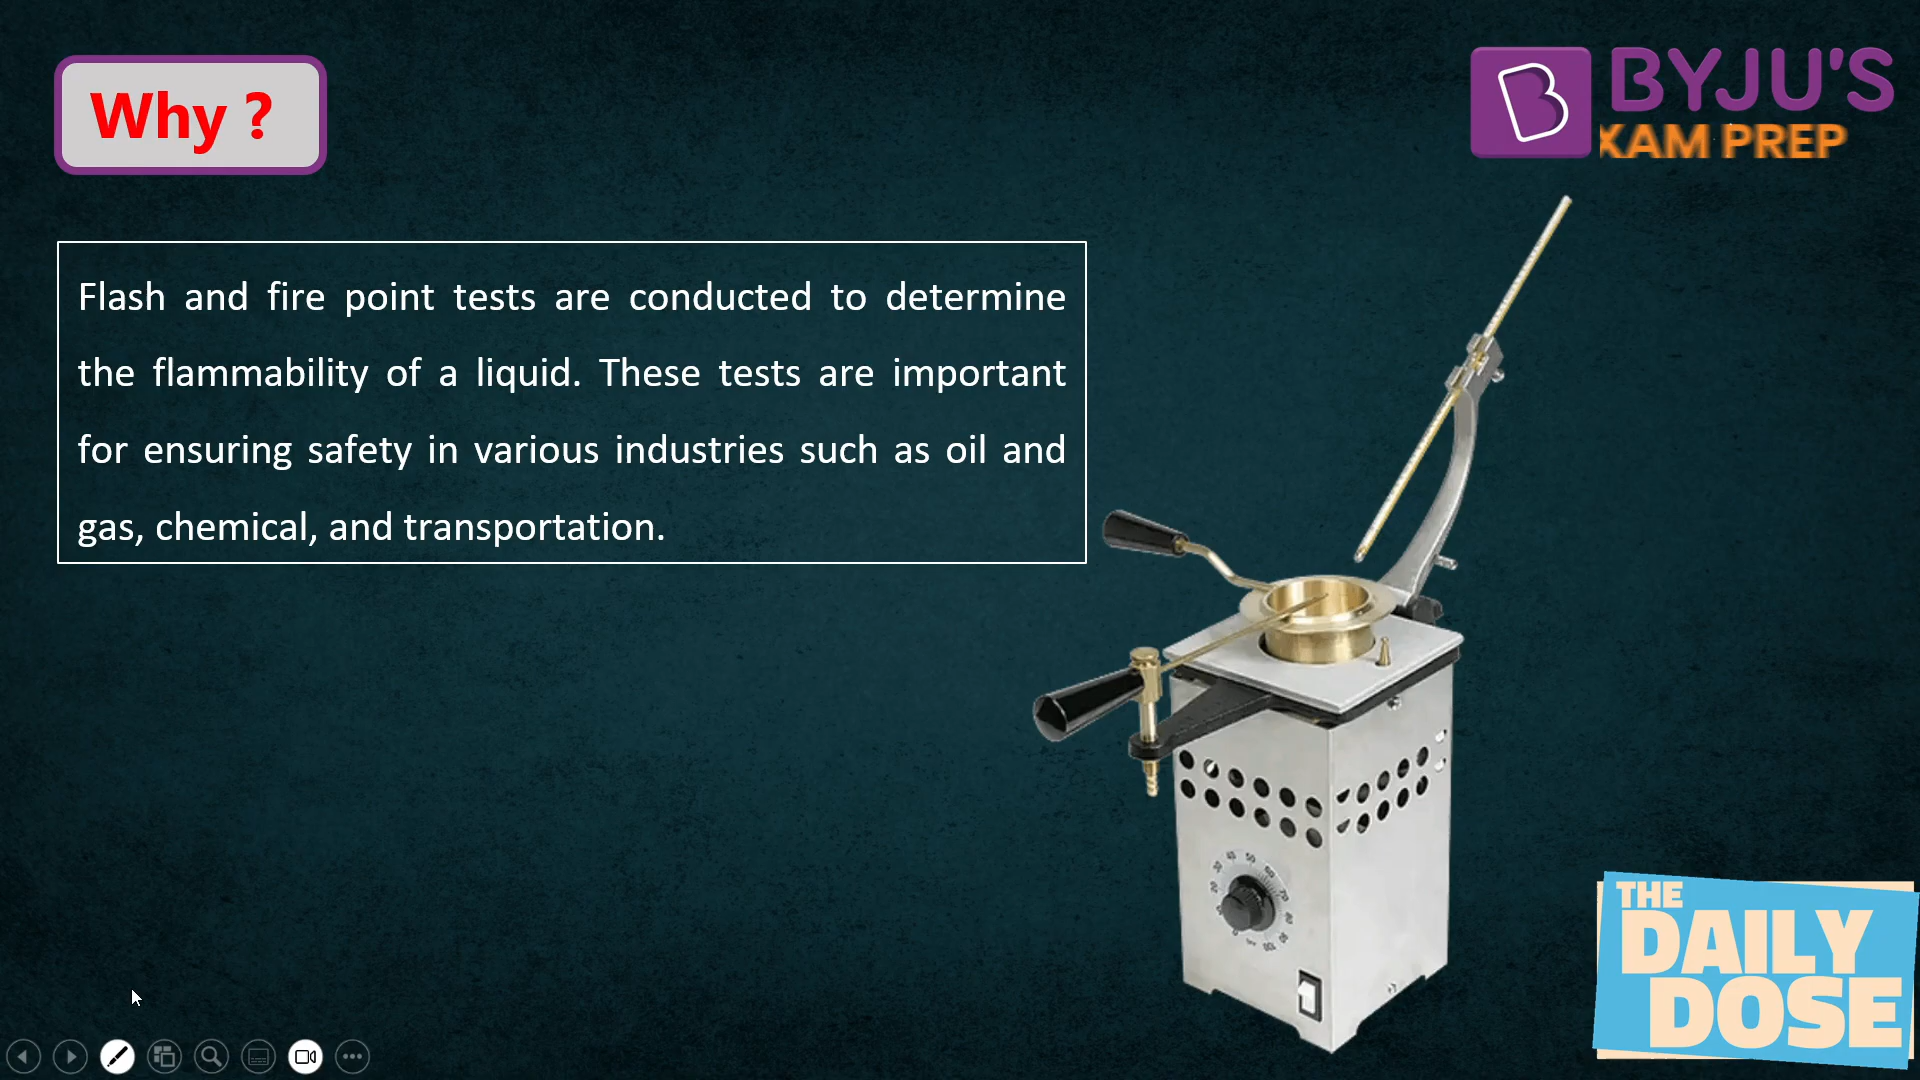 Why ?
BYJU'S
XAM PREP
Flash and fire point tests are conducted to determine
the flammability of a liquid. These tests are important
for ensuring safety in various industries such as oil and
gas, chemical, and transportation.
THE
DAILY
DOSE